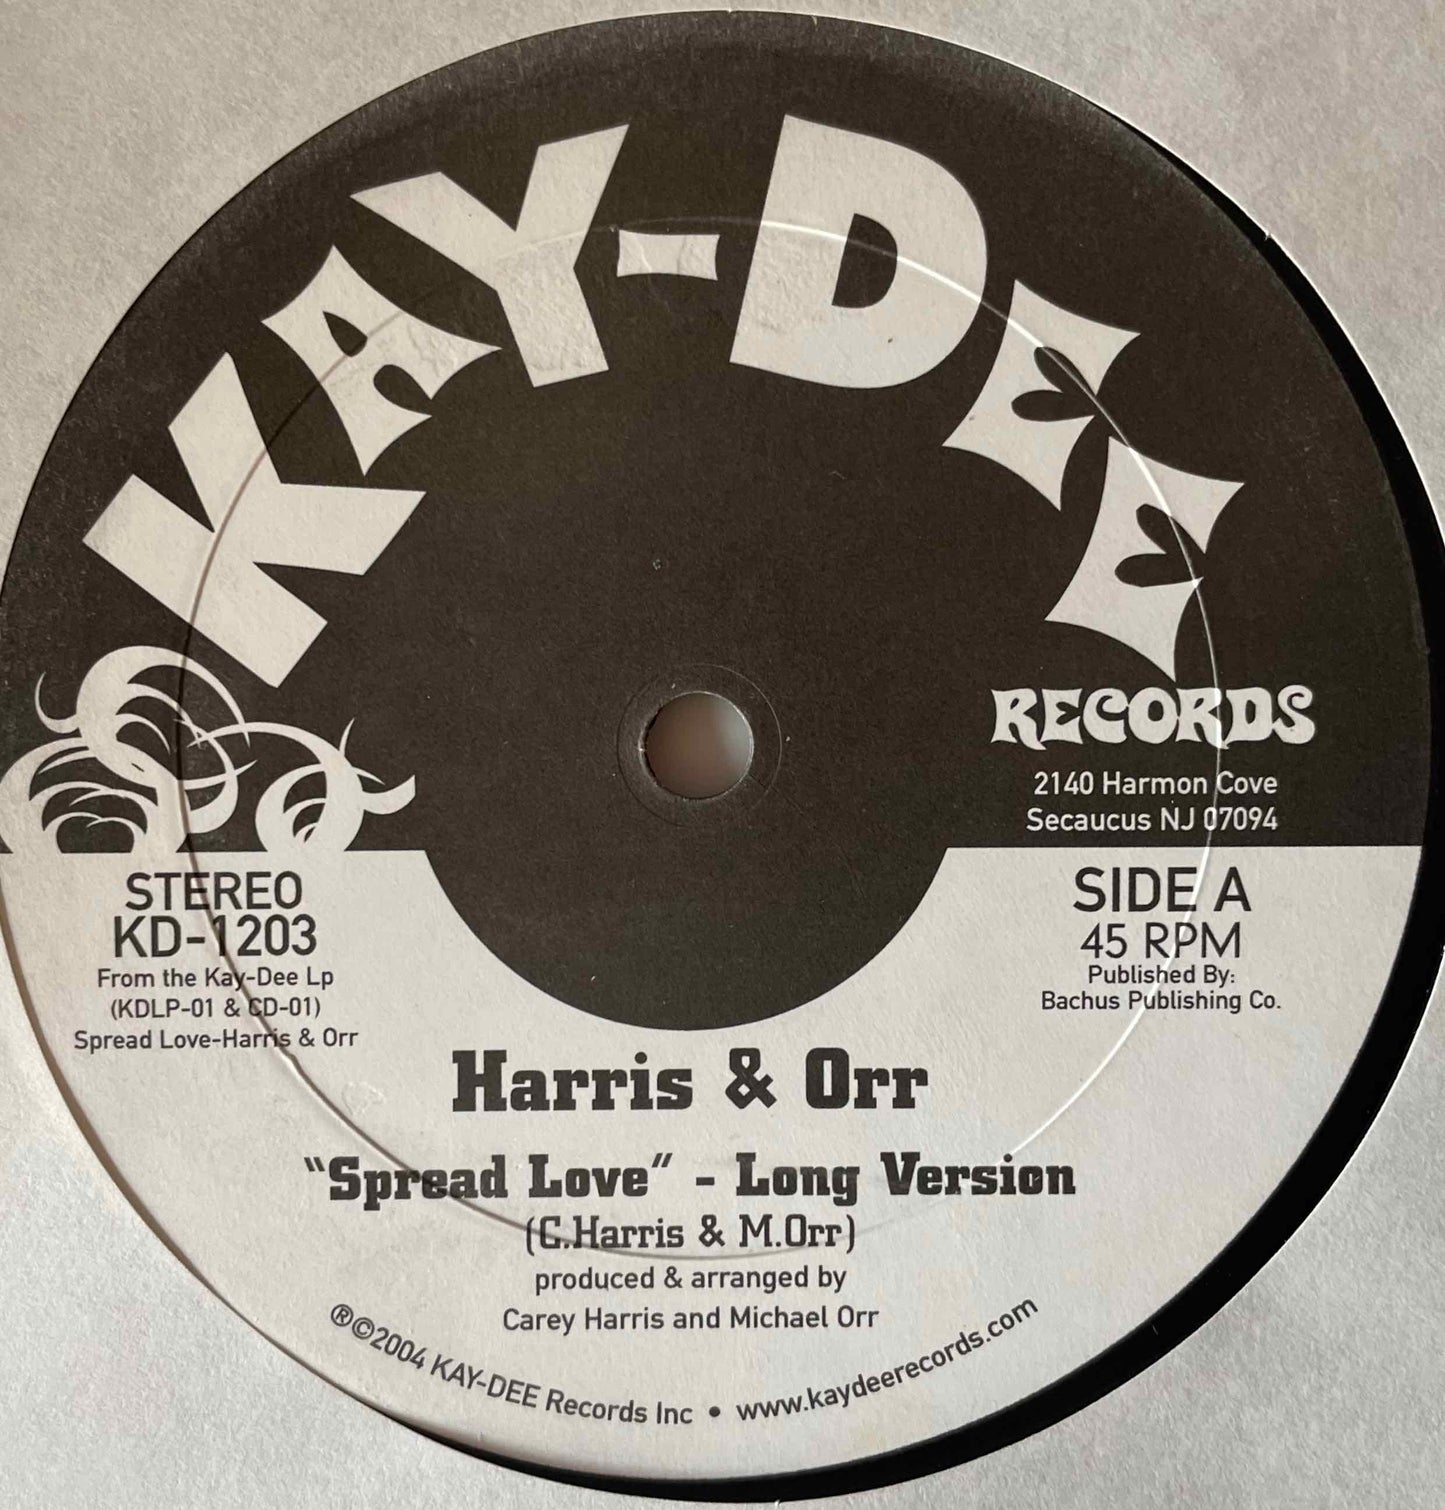 KAY-DEE
RECORDS
2140 Harmon Cove
Secaucus NJ 07094
STEREO
KD-1203
From the Kay-Dee Lp
(KDLP-01 & CD-01)
Spread Love-Harris & Orr
SIDE A
45 RPM
Published By:
Bachus Publishing Co.
Harris & Orr
"Spread Love" - Long Version
(C.Harris & M.Orr)
produced & arranged by
Carey Harris and Michael Orr
®©2004 KAY-DEE Records Inc • www.kaydeerecords.com